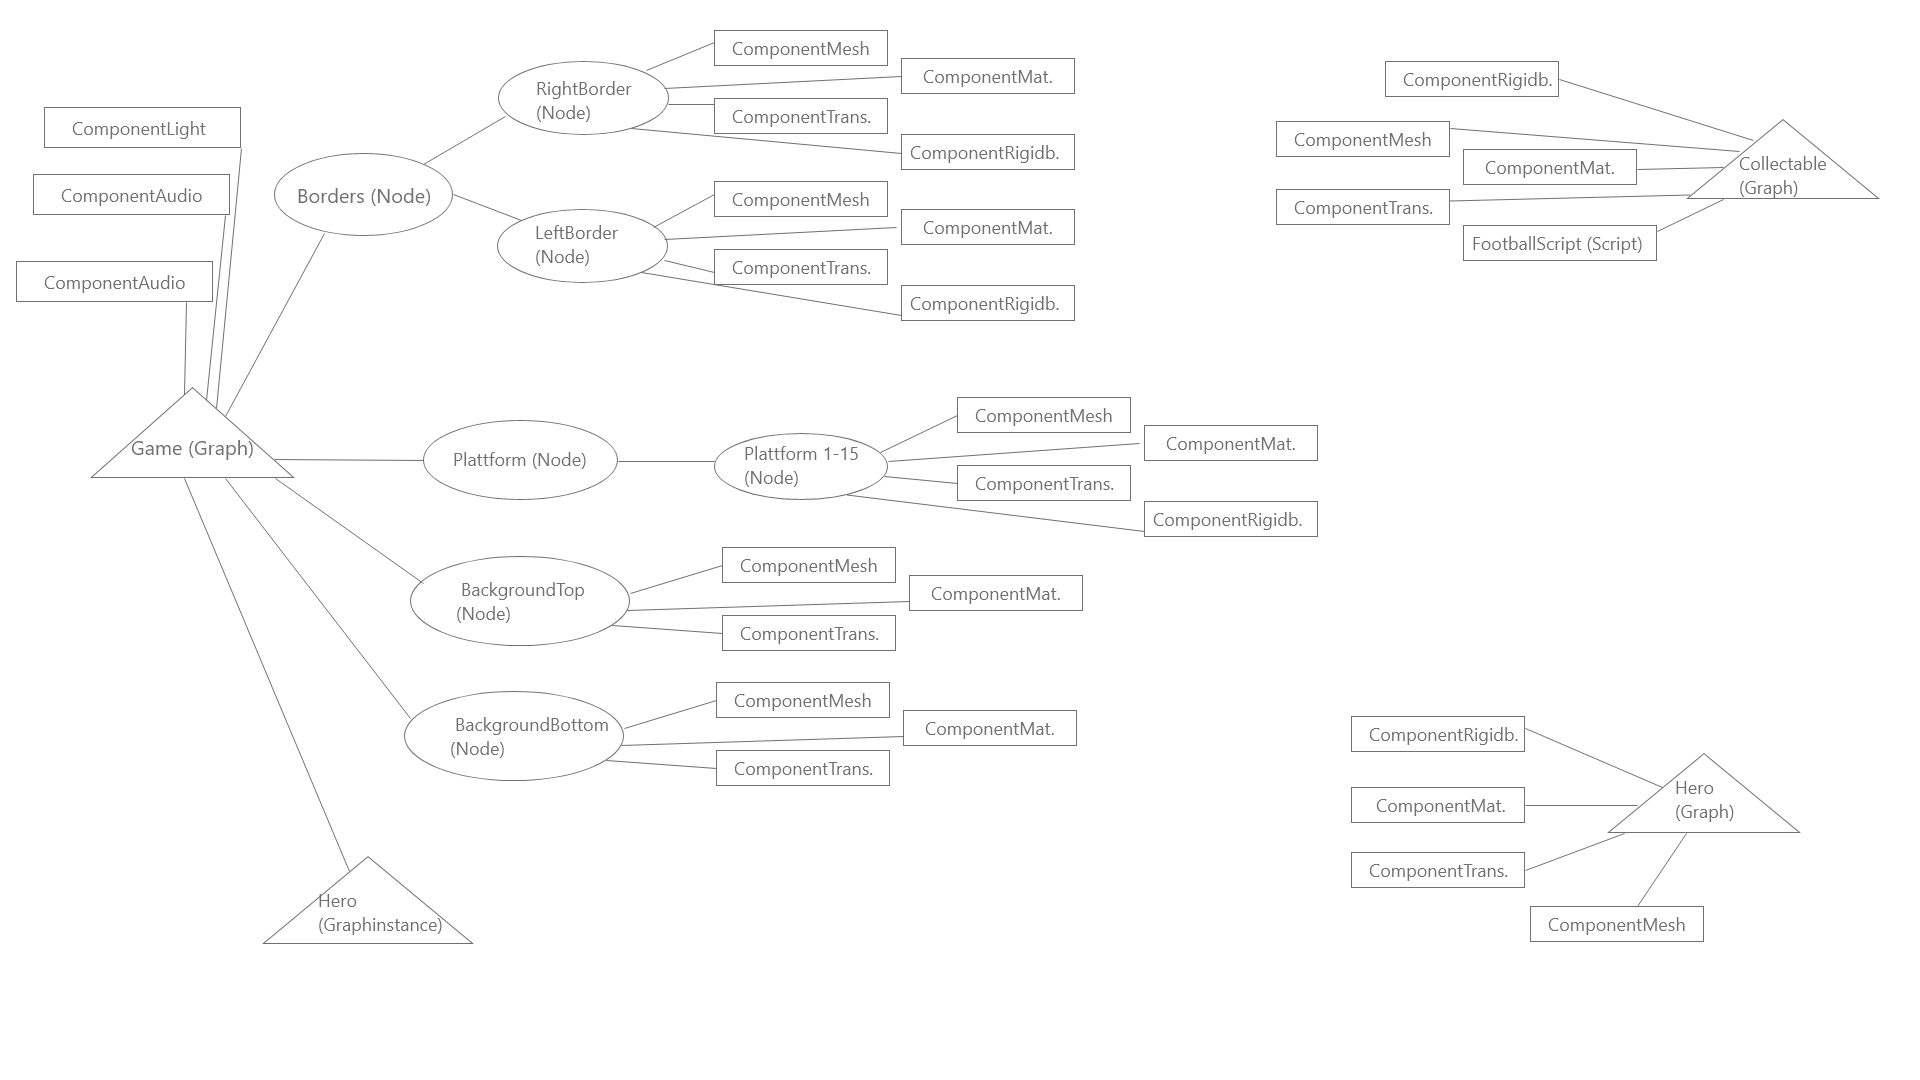 ComponentLight
ComponentAudio
ComponentAudio
Game (Graph)
Borders (Node)
RightBorder
(Node)
ComponentMesh
ComponentMat.
ComponentTrans.
ComponentRigidb.
LeftBorder
(Node)
ComponentMesh
ComponentMat.
ComponentTrans.
ComponentRigidb.
Plattform (Node)
Plattform 1-15
(Node)
ComponentMesh
ComponentMat.
ComponentTrans.
ComponentRigidb.
BackgroundTop
(Node)
ComponentMesh
ComponentMat.
ComponentTrans.
BackgroundBottom
(Node)
ComponentMesh
ComponentMat.
ComponentTrans.
Hero
(Graphinstance)
ComponentRigidb.
ComponentMesh
ComponentMat.
ComponentTrans.
FootballScript (Script)
Collectable
(Graph)
ComponentRigidb.
ComponentMat.
ComponentTrans.
ComponentMesh
Hero
(Graph)